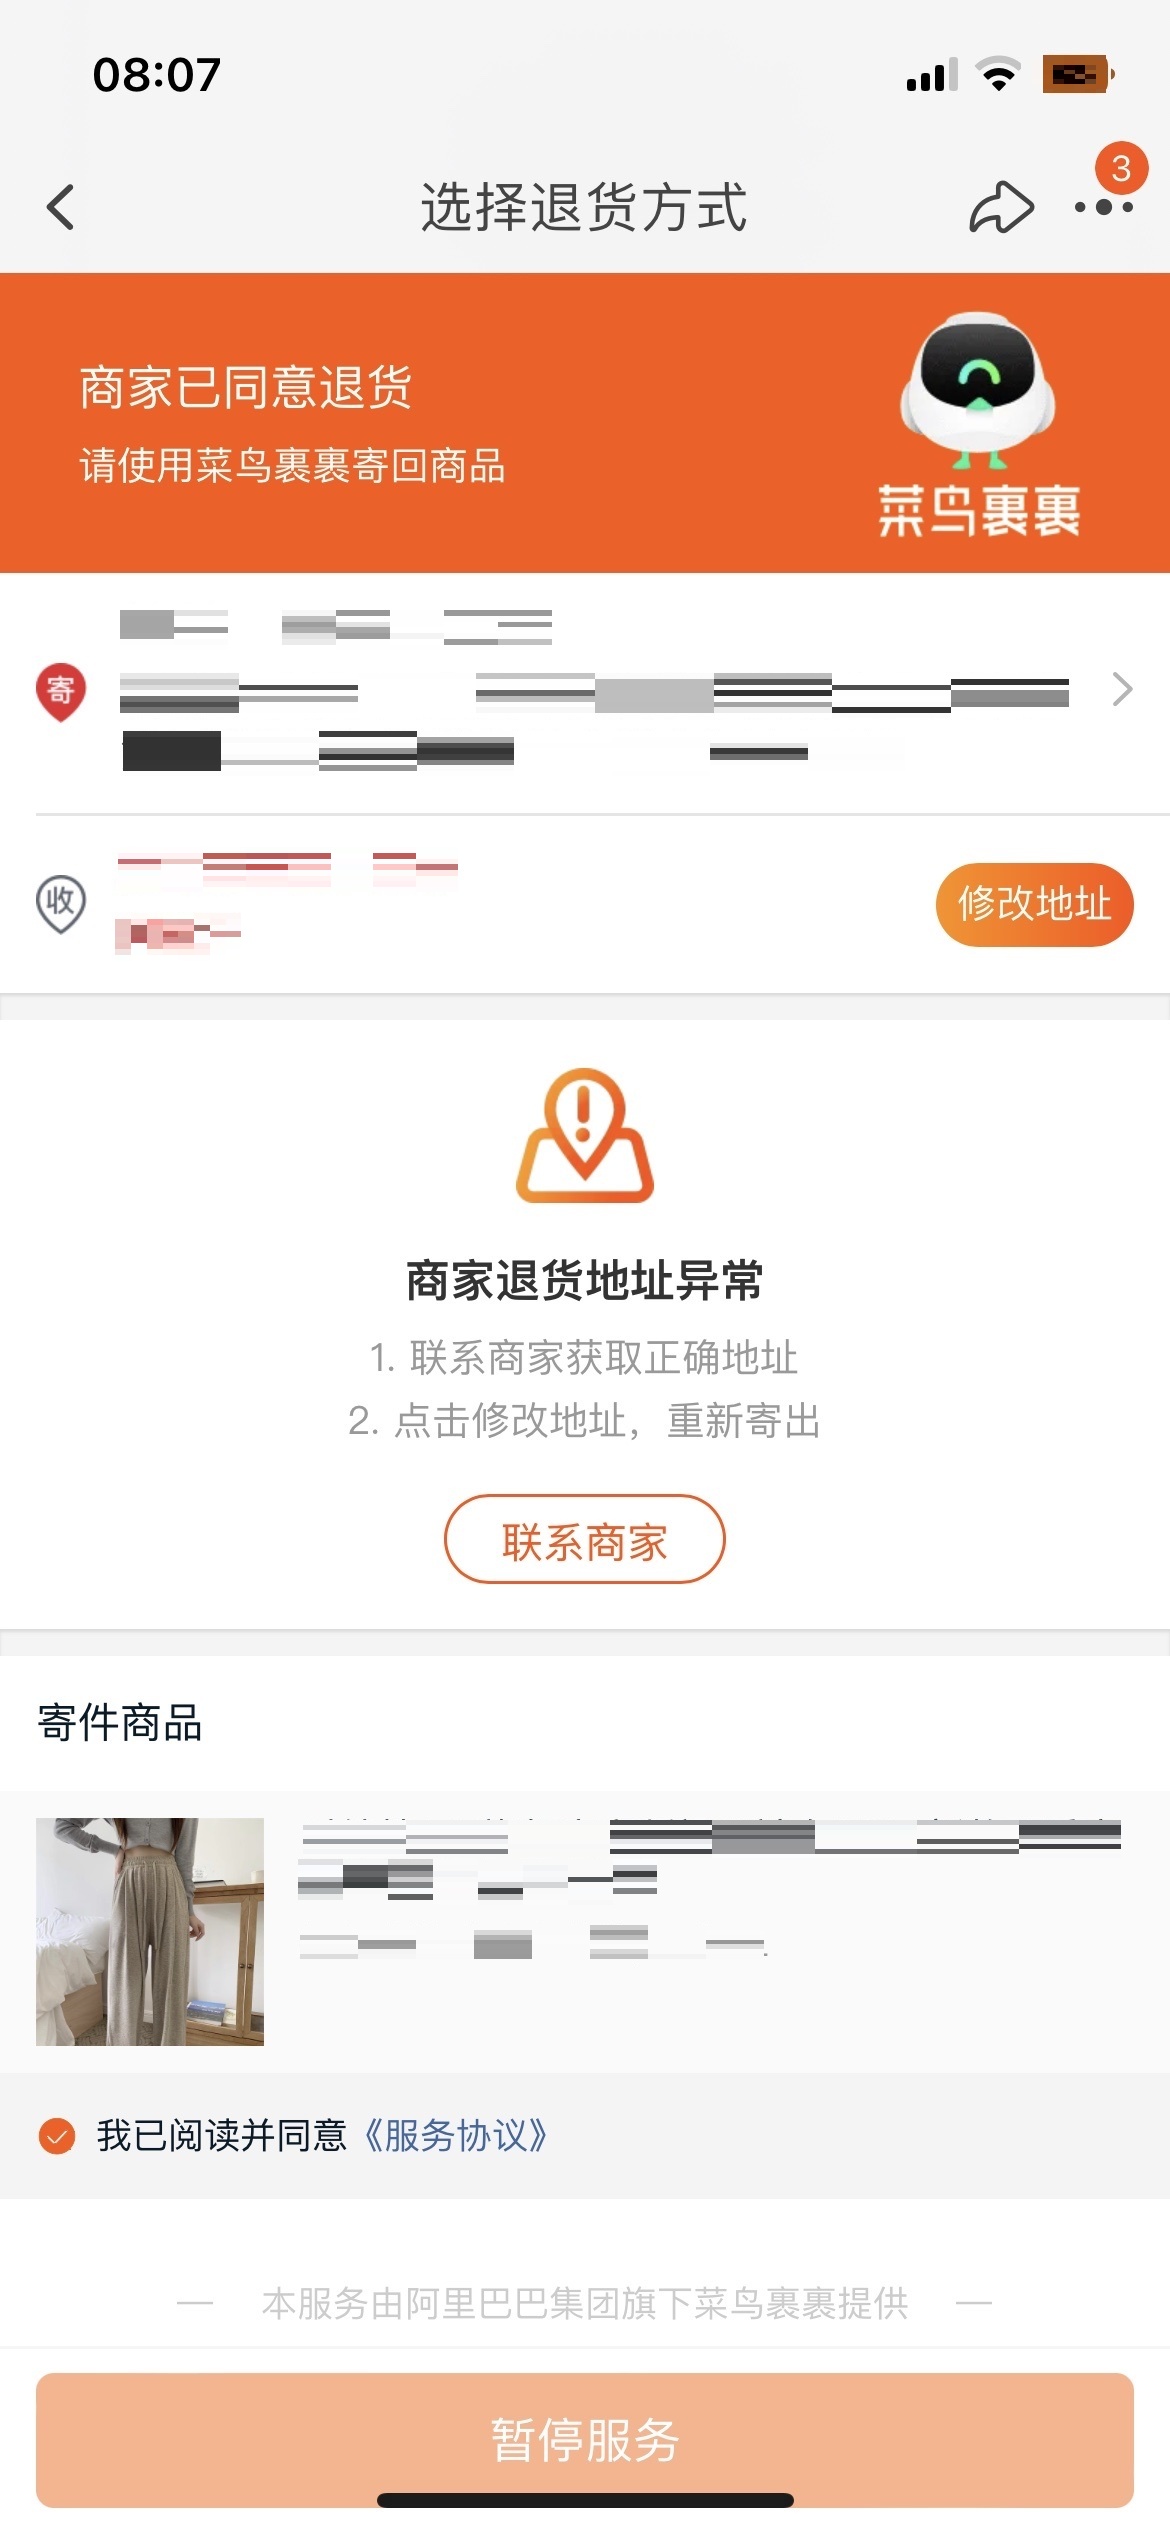 08:07
选择退货方式
3
商家已同意退货
请使用菜鸟裹裹寄回商品
菜鸟裹裹
寄
收
修改地址
商家退货地址异常
1. 联系商家获取正确地址
2. 点击修改地址，重新寄出
联系商家
寄件商品
我已阅读并同意《服务协议》
— 本服务由阿里巴巴集团旗下菜鸟裹裹提供 —
暂停服务